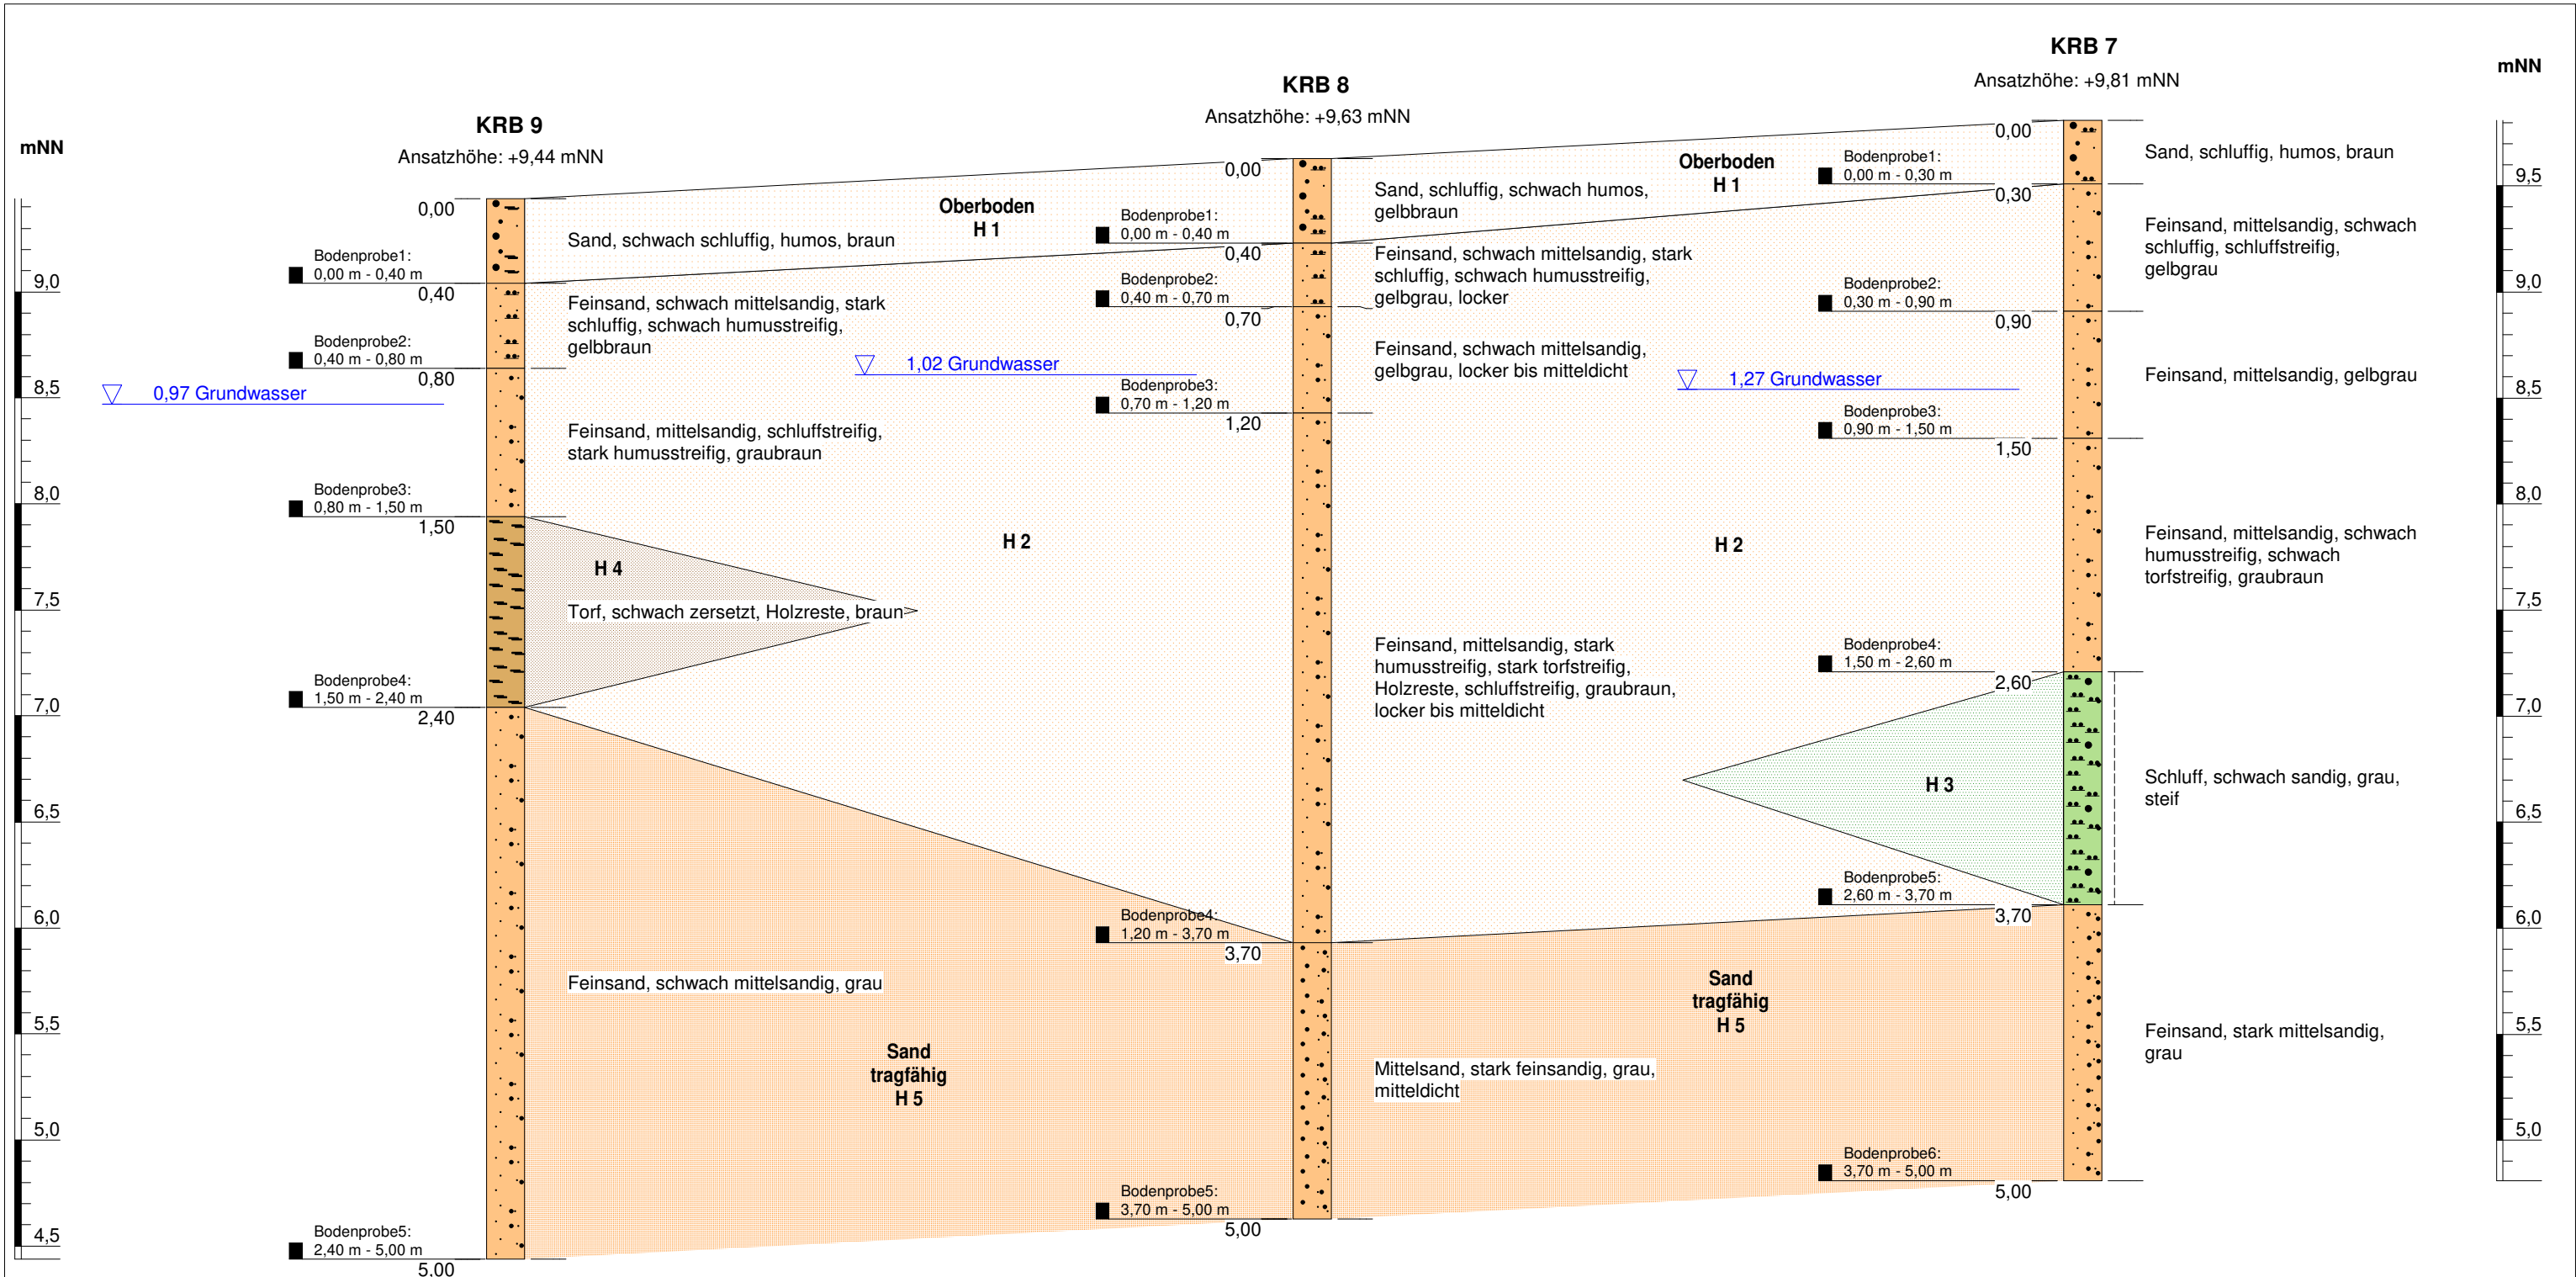 KRB 9
Ansatzhöhe: +9,44 mNN
mNN
9,0
8,5
8,0
7,5
7,0
6,5
6,0
5,5
5,0
4,5
0,97 Grundwasser
Bodenprobe1:
0,00 m - 0,40 m
Bodenprobe2:
0,40 m - 0,80 m
Bodenprobe3:
0,80 m - 1,50 m
Bodenprobe4:
1,50 m - 2,40 m
Bodenprobe5:
2,40 m - 5,00 m
0,00
0,40
0,80
1,50
2,40
5,00
Sand, schwach schluffig, humos, braun
Feinsand, schwach mittelsandig, stark
schluffig, schwach humusstreifig,
gelbbraun
Feinsand, mittelsandig, schluffstreifig,
stark humusstreifig, graubraun
H 4
Torf, schwach zersetzt, Holzreste, braun
Feinsand, schwach mittelsandig, grau
Oberboden
H 1
H 2
Sand
tragfähig
H 5
KRB 8
Ansatzhöhe: +9,63 mNN
1,02 Grundwasser
Bodenprobe1:
0,00 m - 0,40 m
Bodenprobe2:
0,40 m - 0,70 m
Bodenprobe3:
0,70 m - 1,20 m
Bodenprobe4:
1,20 m - 3,70 m
Bodenprobe5:
3,70 m - 5,00 m
0,00
0,40
0,70
1,20
3,70
5,00
Sand, schluffig, schwach humos,
gelbbraun
Feinsand, schwach mittelsandig, stark
schluffig, schwach humusstreifig,
gelbgrau, locker
Feinsand, schwach mittelsandig,
gelbgrau, locker bis mitteldicht
Feinsand, mittelsandig, stark
humusstreifig, stark torfstreifig,
Holzreste, schluffstreifig, graubraun,
locker bis mitteldicht
Mittelsand, stark feinsandig, grau,
mitteldicht
Oberboden
H 1
H 2
H 3
Sand
tragfähig
H 5
KRB 7
Ansatzhöhe: +9,81 mNN
1,27 Grundwasser
Bodenprobe1:
0,00 m - 0,30 m
Bodenprobe2:
0,30 m - 0,90 m
Bodenprobe3:
0,90 m - 1,50 m
Bodenprobe4:
1,50 m - 2,60 m
Bodenprobe5:
2,60 m - 3,70 m
Bodenprobe6:
3,70 m - 5,00 m
0,00
0,30
0,90
1,50
2,60
3,70
5,00
Sand, schluffig, humos, braun
Feinsand, mittelsandig, schwach
schluffig, schluffstreifig,
gelbgrau
Feinsand, mittelsandig, gelbgrau
Feinsand, mittelsandig, schwach
humusstreifig, schwach
torfstreifig, graubraun
Schluff, schwach sandig, grau,
steif
Feinsand, stark mittelsandig,
grau
mNN
9,5
9,0
8,5
8,0
7,5
7,0
6,5
6,0
5,5
5,0